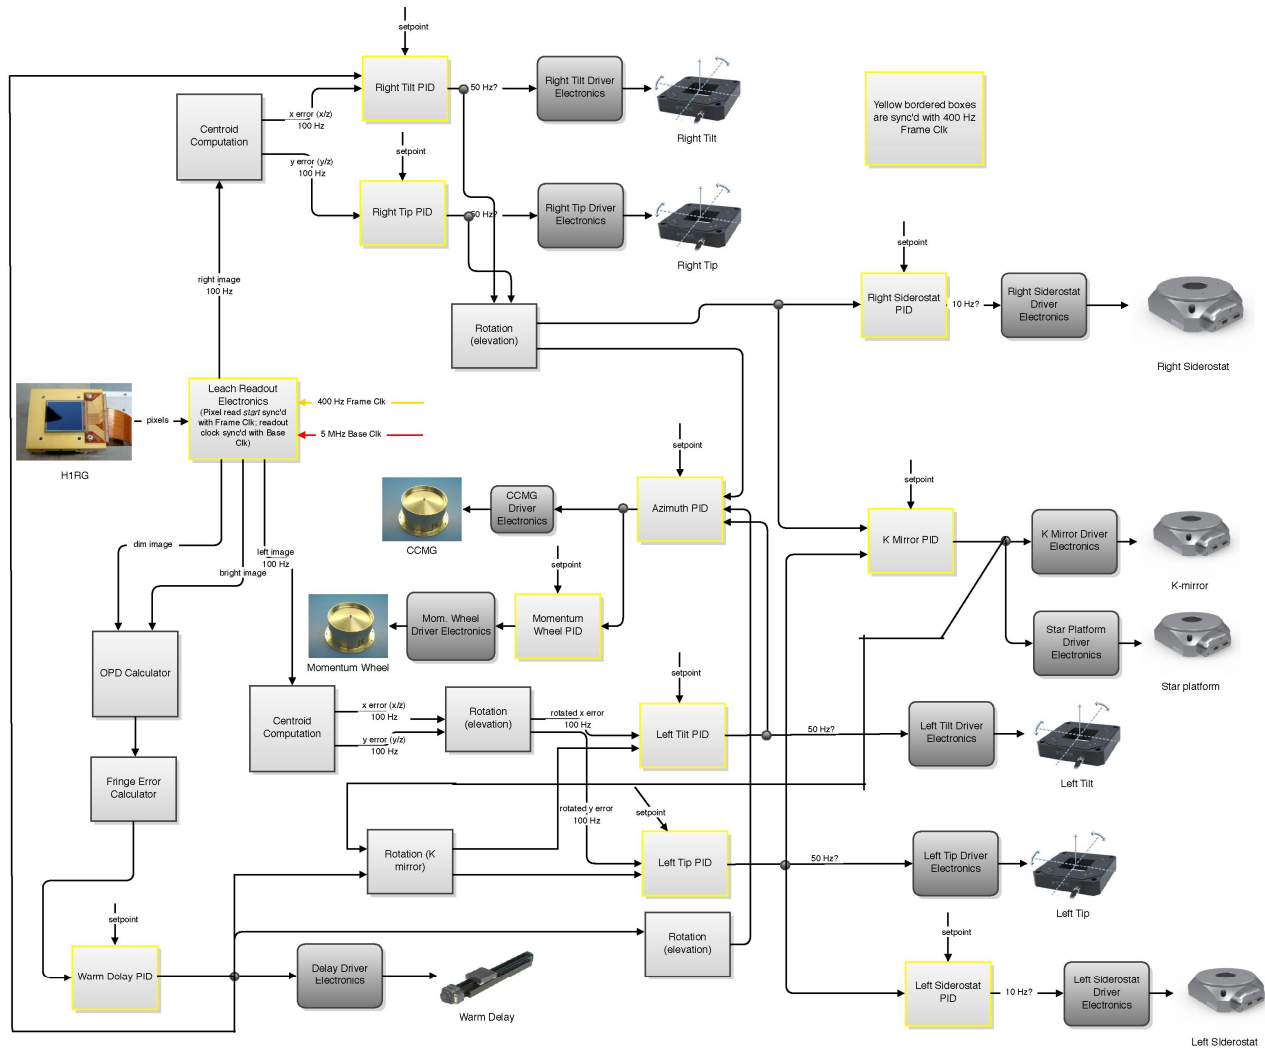 setpoint
Right Tilt PID
50 Hz?
Right Tilt Driver
Electronics
Right Tilt
Yellow bordered boxes
are sync'd with 400 Hz
Frame Clk
Centroid
Computation
x error (x/z)
100 Hz
y error (y/z)
100 Hz
setpoint
Right Tip PID
50 Hz?
Right Tip Driver
Electronics
Right Tip
right image
100 Hz
Rotation
(elevation)
setpoint
Right Siderostat
PID
10 Hz?
Right Siderostat
Driver
Electronics
Right Siderostat
H1RG
pixels
Leach Readout
Electronics
(Pixel read start sync'd
with Frame Clk; readout
clock sync'd with Base
Clk)
400 Hz Frame Clk
5 MHz Base Clk
setpoint
Azimuth PID
CCMG
Driver
Electronics
CCMG
setpoint
K Mirror PID
K Mirror Driver
Electronics
K-mirror
dim image
bright image
left image
100 Hz
setpoint
Momentum
Wheel PID
Mom. Wheel
Driver Electronics
Momentum Wheel
Star Platform
Driver
Electronics
Star platform
OPD Calculator
Centroid
Computation
x error (x/z)
100 Hz
y error (y/z)
100 Hz
Rotation
(elevation)
rotated x error
100 Hz
setpoint
Left Tilt PID
50 Hz?
Left Tilt Driver
Electronics
Left Tilt
Fringe Error
Calculator
rotated y error
100 Hz
setpoint
Rotation (K
mirror)
Left Tip PID
50 Hz?
Left Tip Driver
Electronics
Left Tip
setpoint
Warm Delay PID
Delay Driver
Electronics
Warm Delay
Rotation
(elevation)
setpoint
Left Siderostat
PID
10 Hz?
Left Siderostat
Driver
Electronics
Left SIderostat